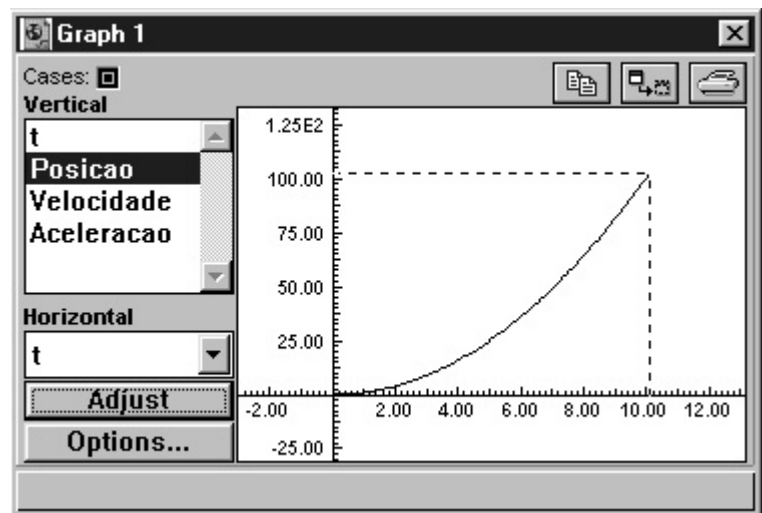 Graph 1
Cases:
Vertical
t
Posicao
Velocidade
Aceleracao
Horizontal
t
Adjust
Options...
1.25E2
100.00
75.00
50.00
25.00
-2.00 2.00 4.00 6.00 8.00 10.00 12.00
-25.00